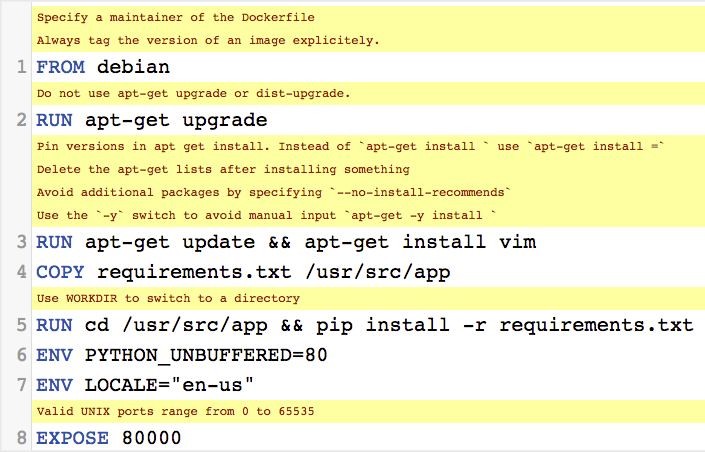 Specify a maintainer of the Dockerfile
Always tag the version of an image explicitely.
1 FROM debian
Do not use apt-get upgrade or dist-upgrade.
2 RUN apt-get upgrade
Pin versions in apt get install. Instead of `apt-get install ` use `apt-get install =`
Delete the apt-get lists after installing something
Avoid additional packages by specifying `--no-install-recommends`
Use the `-y` switch to avoid manual input `apt-get -y install `
3 RUN apt-get update && apt-get install vim
4 COPY requirements.txt /usr/src/app
Use WORKDIR to switch to a directory
5 RUN cd /usr/src/app && pip install -r requirements.txt
6 ENV PYTHON_UNBUFFERED=80
7 ENV LOCALE="en-us"
Valid UNIX ports range from 0 to 65535
8 EXPOSE 80000